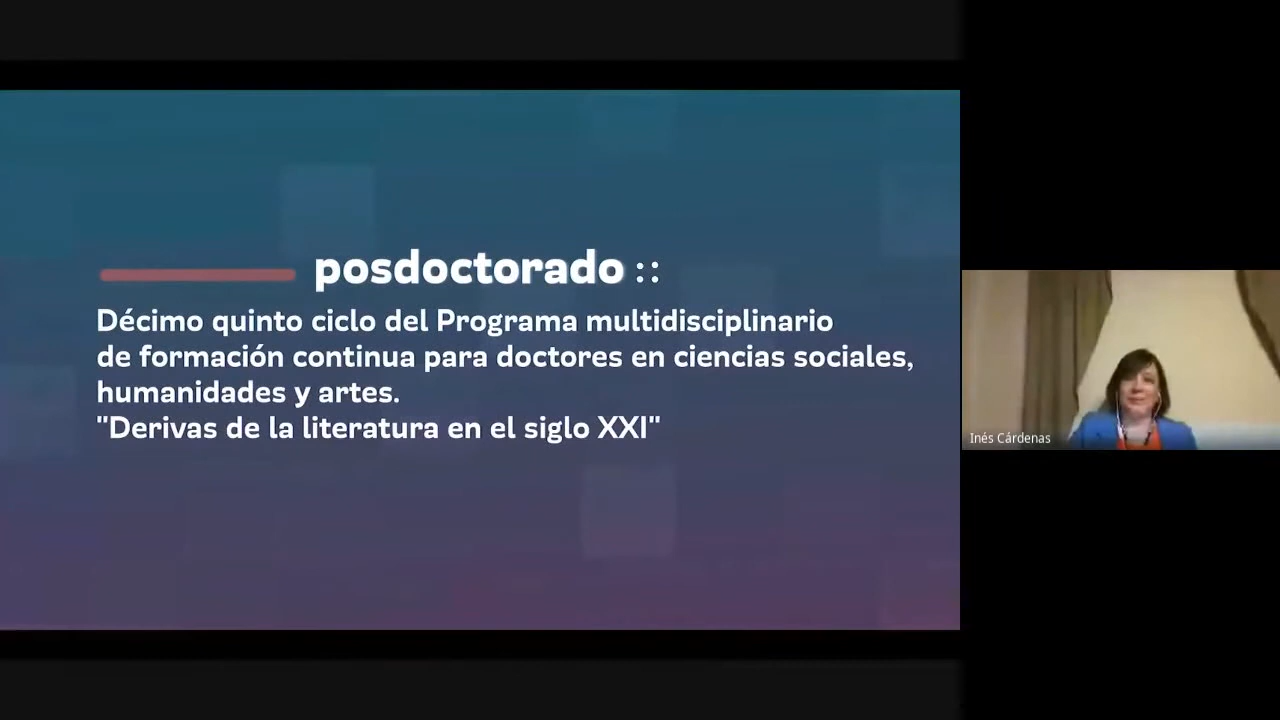 posdoctorado ::
Décimo quinto ciclo del Programa multidisciplinario
de formación continua para doctores en ciencias sociales,
humanidades y artes.
"Derivas de la literatura en el siglo XXI"
Inés Cárdenas